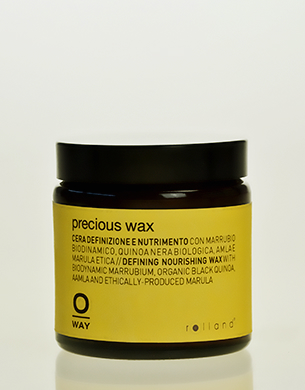 precious wax
CERA DEFINIZIONE E NUTRIMENTO CON MARRUBIO
BIODINAMICO, QUINOA NERA BIOLOGICA, AMLA E
MARULA ETICA // DEFINING NOURISHING WAX WITH
BIODYNAMIC MARRUBIUM, ORGANIC BLACK QUINOA,
AAMLA AND ETHICALLY-PRODUCED MARULA
O
WAY
rolland